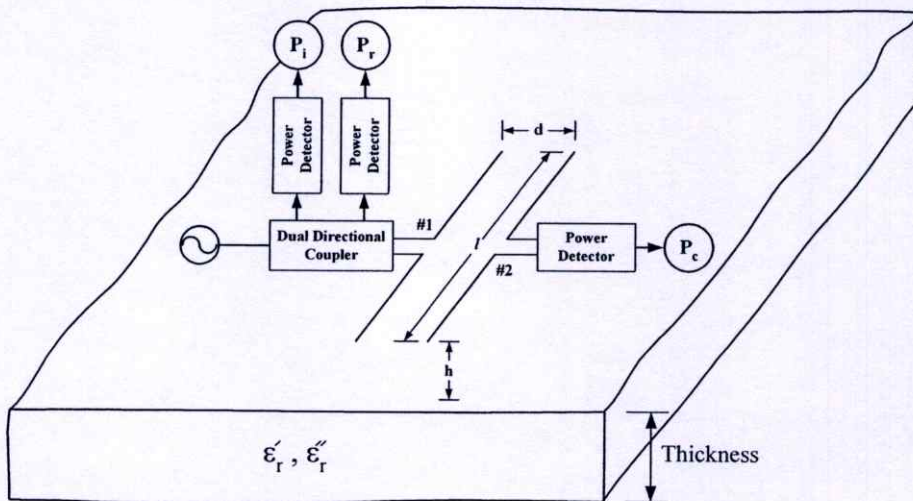 P_i
P_r
Power
Detector
Power
Detector
d
#1
Dual Directional
Coupler
l
Power
Detector
P_c
#2
h
ε′_r , ε″_r
Thickness